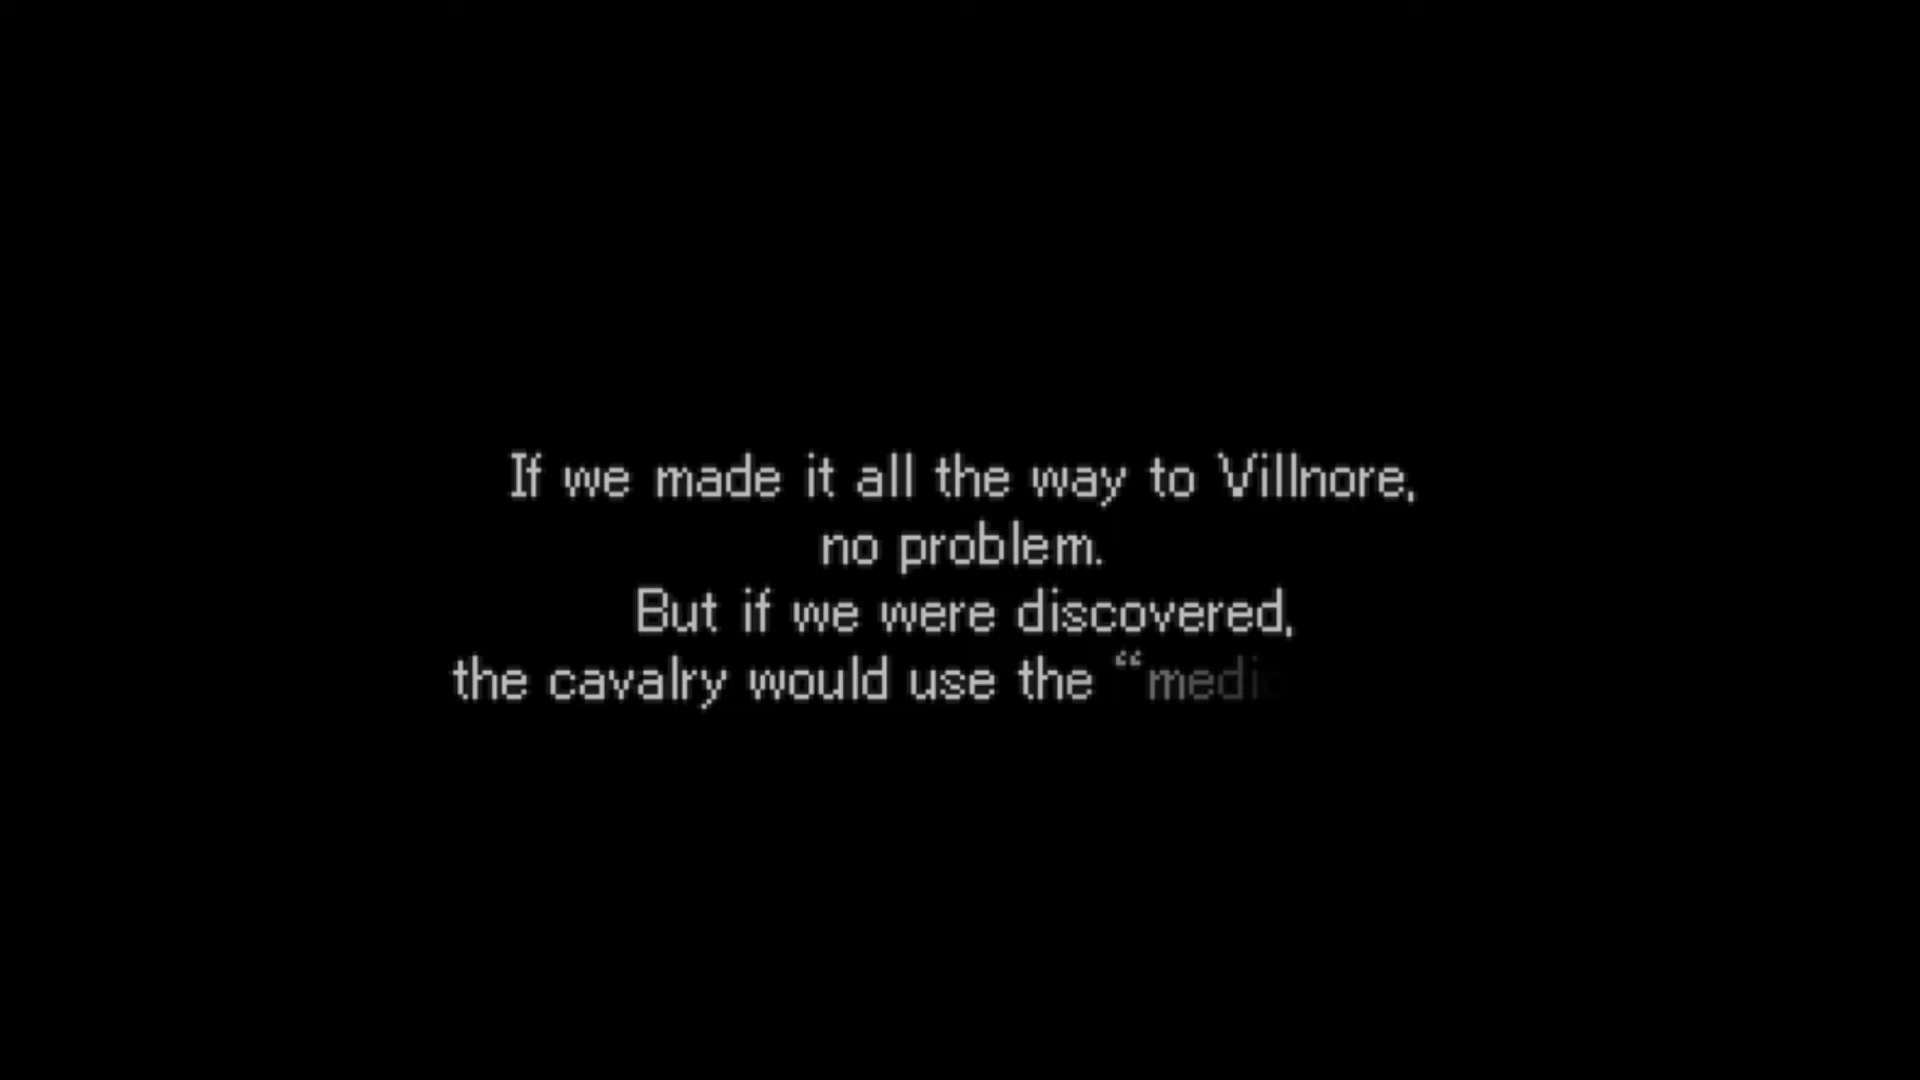 If we made it all the way to Villnore,
no problem.
But if we were discovered,
the cavalry would use the “medic